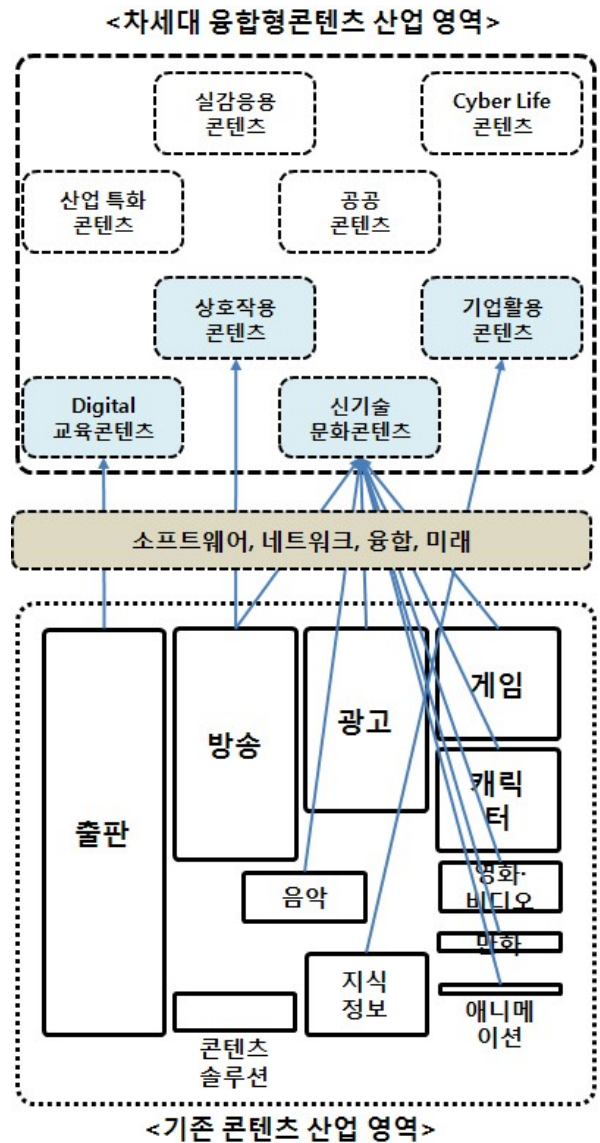 <차세대 융합형콘텐츠 산업 영역>
실감응용
콘텐츠
Cyber Life
콘텐츠
산업 특화
콘텐츠
공공
콘텐츠
상호작용
콘텐츠
기업활용
콘텐츠
Digital
교육콘텐츠
신기술
문화콘텐츠
소프트웨어, 네트워크, 융합, 미래
출판
방송
광고
게임
캐릭
터
영화·
비디오
음악
만화
지식
정보
애니메
이션
콘텐츠
솔루션
<기존 콘텐츠 산업 영역>